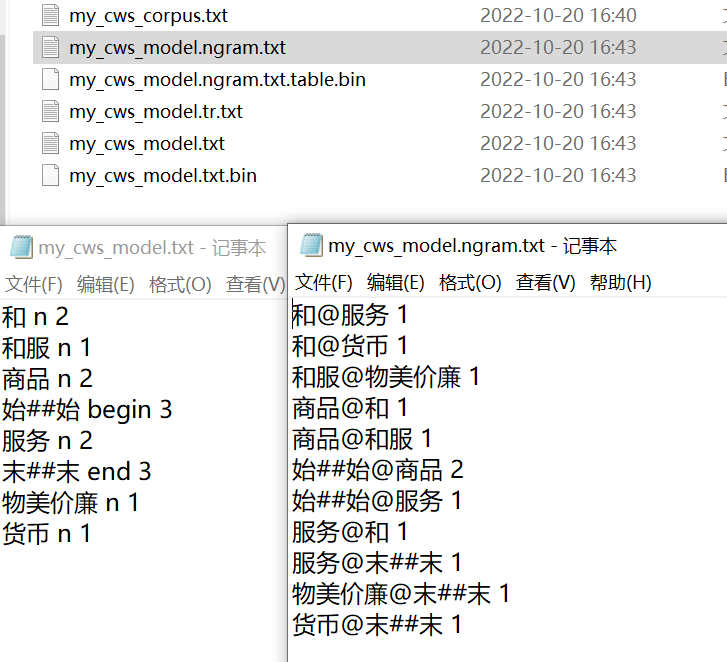 my_cws_corpus.txt 2022-10-20 16:40
my_cws_model.ngram.txt 2022-10-20 16:43
my_cws_model.ngram.txt.table.bin 2022-10-20 16:43
my_cws_model.tr.txt 2022-10-20 16:43
my_cws_model.txt 2022-10-20 16:43
my_cws_model.txt.bin 2022-10-20 16:43
my_cws_model.txt - 记事本
文件(F) 编辑(E) 格式(O) 查看(V)
和 n 2
和服 n 1
商品 n 2
始##始 begin 3
服务 n 2
末##末 end 3
物美价廉 n 1
货币 n 1
my_cws_model.ngram.txt - 记事本
文件(F) 编辑(E) 格式(O) 查看(V) 帮助(H)
和@服务 1
和@货币 1
和服@物美价廉 1
商品@和 1
商品@和服 1
始##始@商品 2
始##始@服务 1
服务@和 1
服务@末##末 1
物美价廉@末##末 1
货币@末##末 1